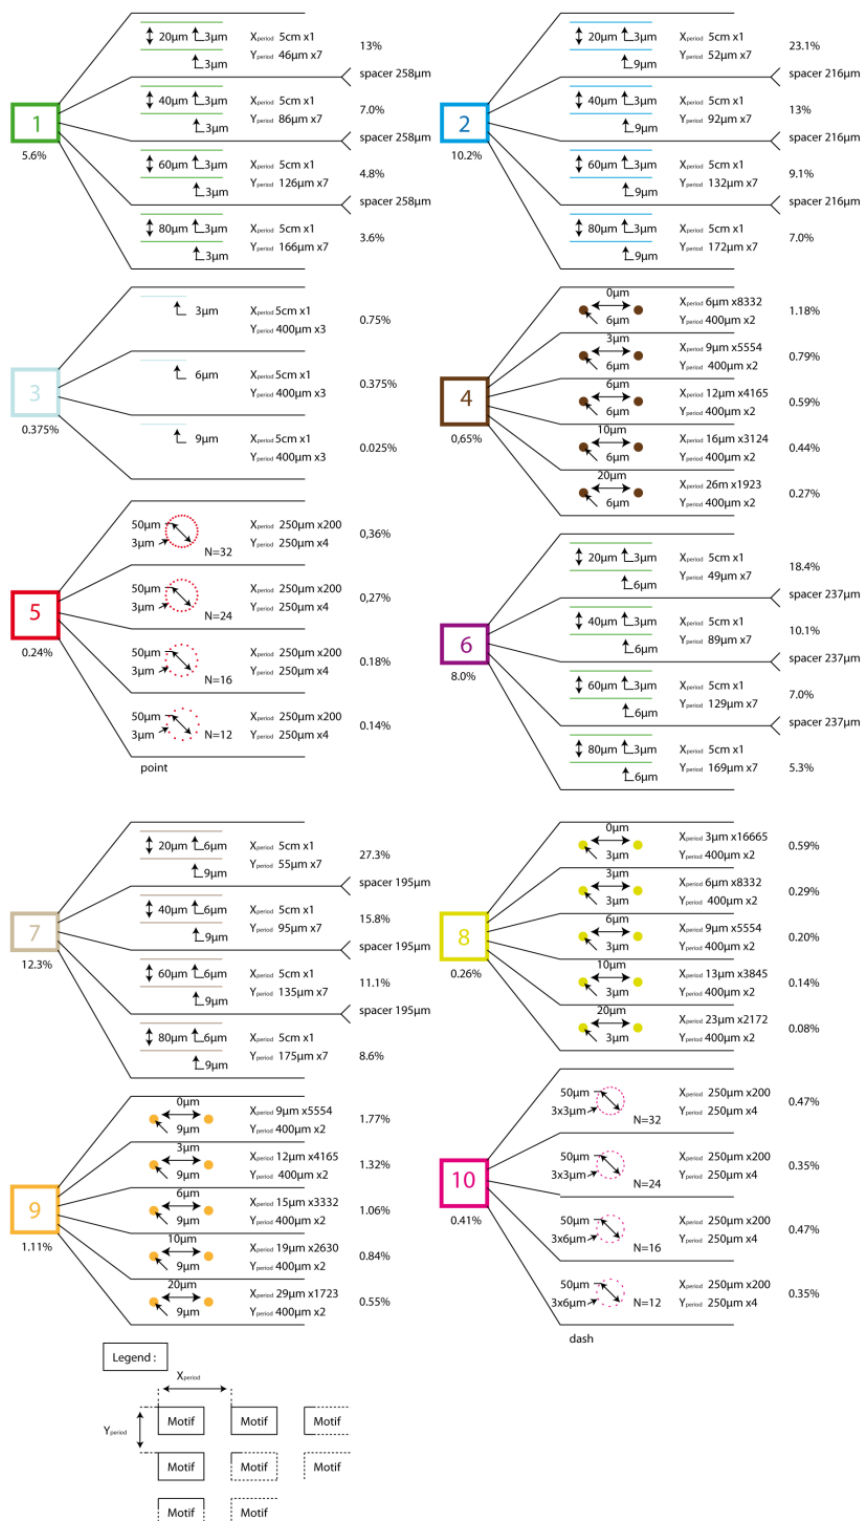 1
5.6%
20µm 3µm Xperiod 5cm x1
3µm Yperiod 46µm x7
13%
spacer 258µm
40µm 3µm Xperiod 5cm x1
3µm Yperiod 86µm x7
7.0%
spacer 258µm
60µm 3µm Xperiod 5cm x1
3µm Yperiod 126µm x7
4.8%
spacer 258µm
80µm 3µm Xperiod 5cm x1
3µm Yperiod 166µm x7
3.6%
2
10.2%
20µm 3µm Xperiod 5cm x1
9µm Yperiod 52µm x7
23.1%
spacer 216µm
40µm 3µm Xperiod 5cm x1
9µm Yperiod 92µm x7
13%
spacer 216µm
60µm 3µm Xperiod 5cm x1
9µm Yperiod 132µm x7
9.1%
spacer 216µm
80µm 3µm Xperiod 5cm x1
9µm Yperiod 172µm x7
7.0%
3
0.375%
3µm Xperiod 5cm x1
Yperiod 400µm x3
0.75%
6µm Xperiod 5cm x1
Yperiod 400µm x3
0.375%
9µm Xperiod 5cm x1
Yperiod 400µm x3
0.025%
4
0,65%
0µm
6µm
Xperiod 6µm x8332
Yperiod 400µm x2
1.18%
3µm
6µm
Xperiod 9µm x5554
Yperiod 400µm x2
0.79%
6µm
6µm
Xperiod 12µm x4165
Yperiod 400µm x2
0.59%
10µm
6µm
Xperiod 16µm x3124
Yperiod 400µm x2
0.44%
20µm
6µm
Xperiod 26m x1923
Yperiod 400µm x2
0.27%
5
0.24%
50µm
3µm
N=32
Xperiod 250µm x200
Yperiod 250µm x4
0,36%
50µm
3µm
N=24
Xperiod 250µm x200
Yperiod 250µm x4
0,27%
50µm
3µm
N=16
Xperiod 250µm x200
Yperiod 250µm x4
0.18%
50µm
3µm
N=12
Xperiod 250µm x200
Yperiod 250µm x4
0.14%
point
6
8.0%
20µm 3µm Xperiod 5cm x1
6µm Yperiod 49µm x7
18.4%
spacer 237µm
40µm 3µm Xperiod 5cm x1
6µm Yperiod 89µm x7
10.1%
spacer 237µm
60µm 3µm Xperiod 5cm x1
6µm Yperiod 129µm x7
7.0%
spacer 237µm
80µm 3µm Xperiod 5cm x1
6µm Yperiod 169µm x7
5.3%
7
12.3%
20µm 6µm Xperiod 5cm x1
9µm Yperiod 55µm x7
27.3%
spacer 195µm
40µm 6µm Xperiod 5cm x1
9µm Yperiod 95µm x7
15.8%
spacer 195µm
60µm 6µm Xperiod 5cm x1
9µm Yperiod 135µm x7
11.1%
spacer 195µm
80µm 6µm Xperiod 5cm x1
9µm Yperiod 175µm x7
8.6%
8
0.26%
0µm
3µm
Xperiod 3µm x16665
Yperiod 400µm x2
0.59%
3µm
3µm
Xperiod 6µm x8332
Yperiod 400µm x2
0.29%
6µm
3µm
Xperiod 9µm x5554
Yperiod 400µm x2
0.20%
10µm
3µm
Xperiod 13µm x3845
Yperiod 400µm x2
0.14%
20µm
3µm
Xperiod 23µm x2172
Yperiod 400µm x2
0.08%
9
1.11%
0µm
9µm
Xperiod 9µm x5554
Yperiod 400µm x2
1.77%
3µm
9µm
Xperiod 12µm x4165
Yperiod 400µm x2
1.32%
6µm
9µm
Xperiod 15µm x3332
Yperiod 400µm x2
1.06%
10µm
9µm
Xperiod 19µm x2630
Yperiod 400µm x2
0.84%
20µm
9µm
Xperiod 29µm x1723
Yperiod 400µm x2
0.55%
10
0.41%
50µm
3x3µm
N=32
Xperiod 250µm x200
Yperiod 250µm x4
0.47%
50µm
3x3µm
N=24
Xperiod 250µm x200
Yperiod 250µm x4
0.35%
50µm
3x6µm
N=16
Xperiod 250µm x200
Yperiod 250µm x4
0.47%
50µm
3x6µm
N=12
Xperiod 250µm x200
Yperiod 250µm x4
0.35%
dash
Legend :
Xperiod
Yperiod
Motif Motif Motif
Motif Motif Motif
Motif Motif